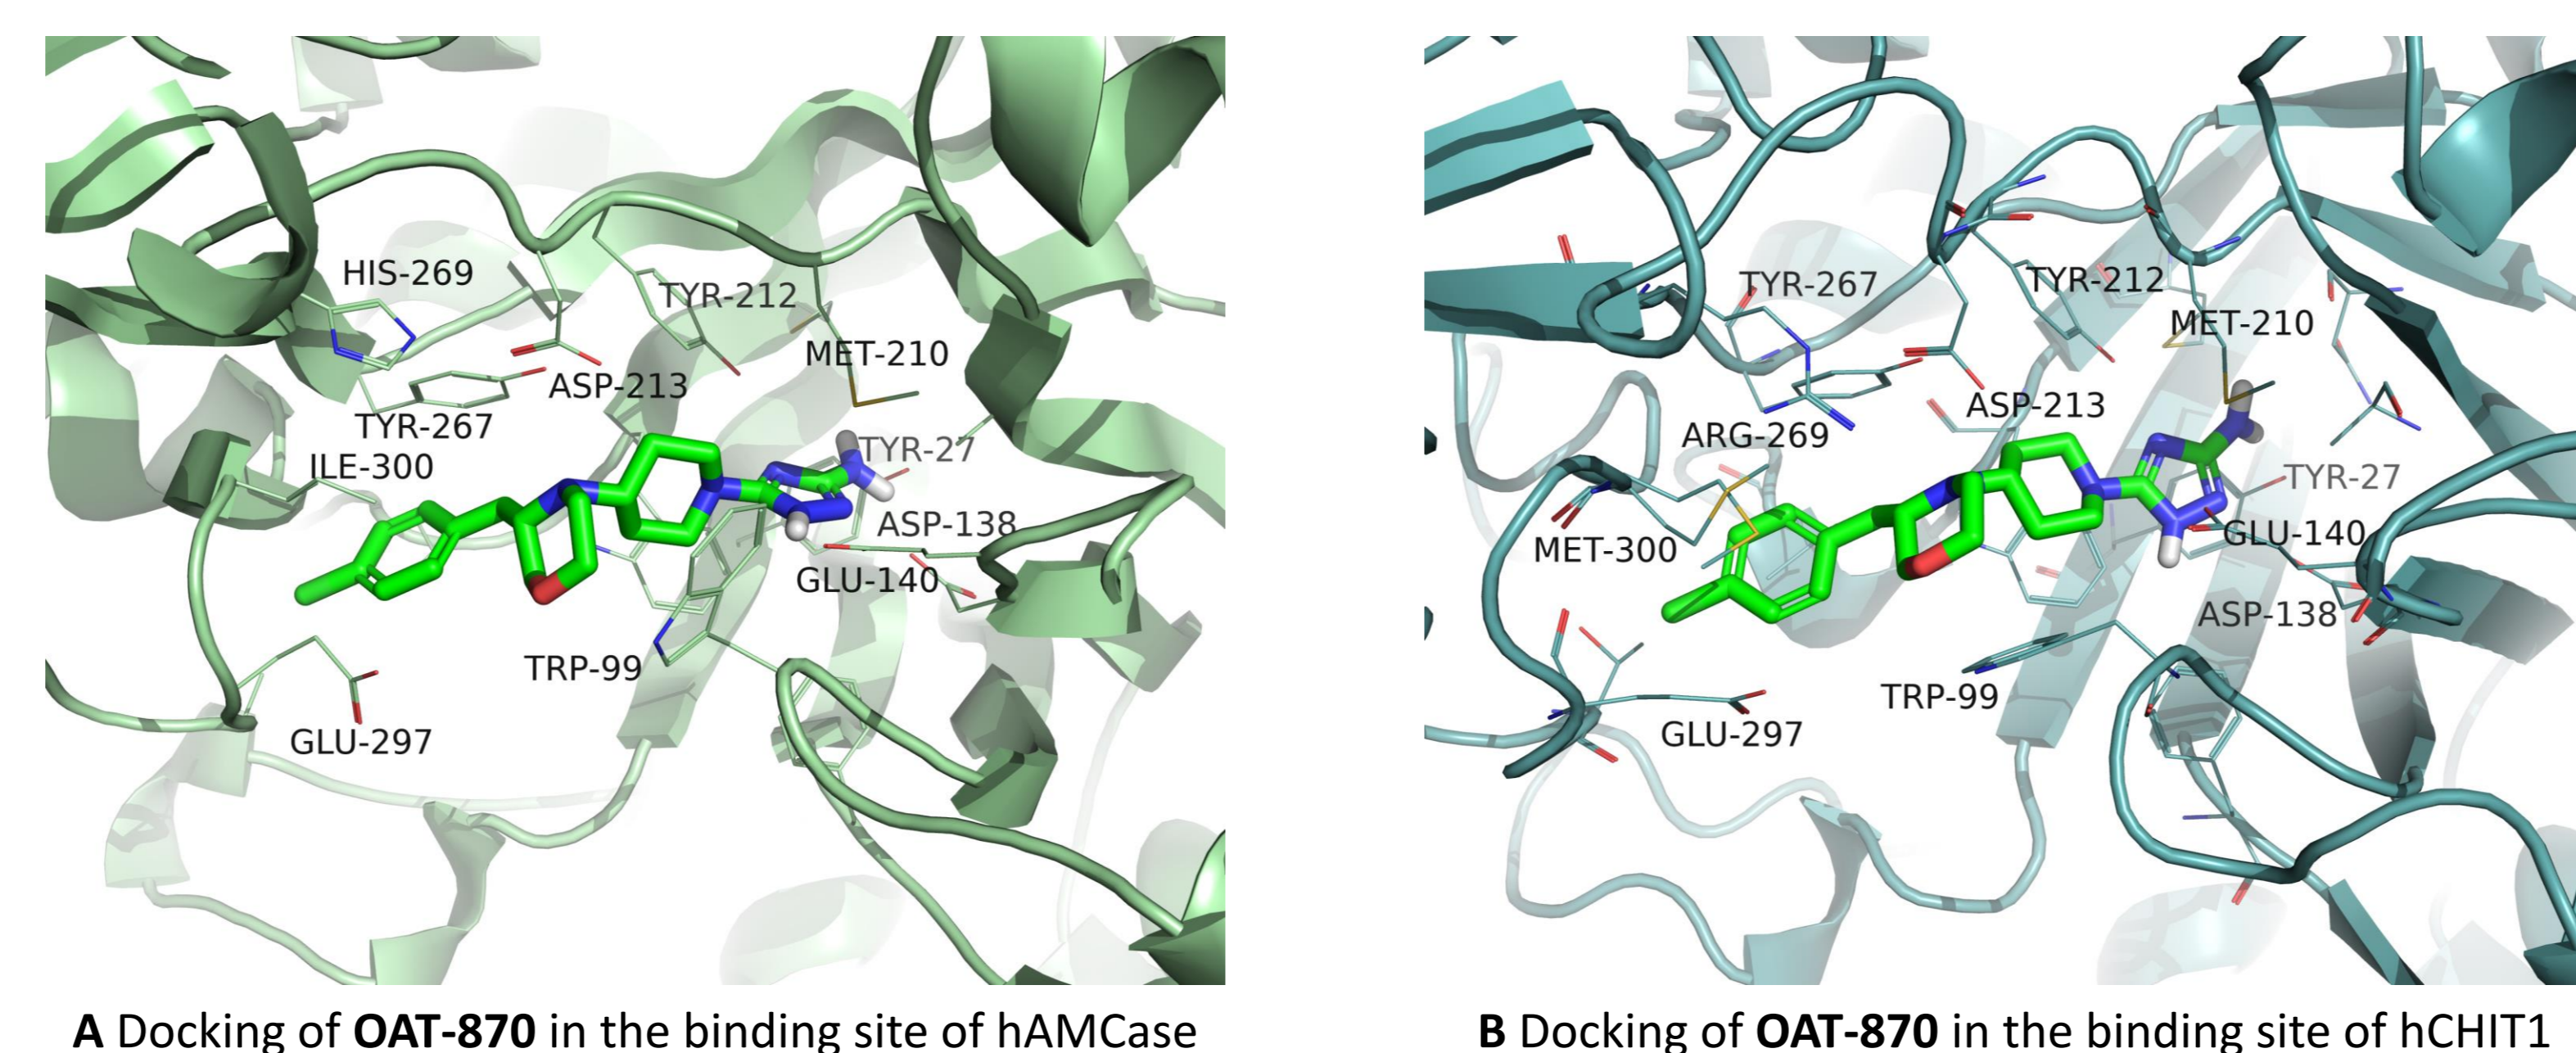 HIS-269
TYR-212
MET-210
ASP-213
TYR-267
TYR-27
ILE-300
ASP-138
GLU-140
TRP-99
GLU-297
TYR-267
TYR-212
MET-210
ASP-213
ARG-269
TYR-27
GLU-140
MET-300
ASP-138
TRP-99
GLU-297
A Docking of OAT-870 in the binding site of hAMCase
B Docking of OAT-870 in the binding site of hCHIT1